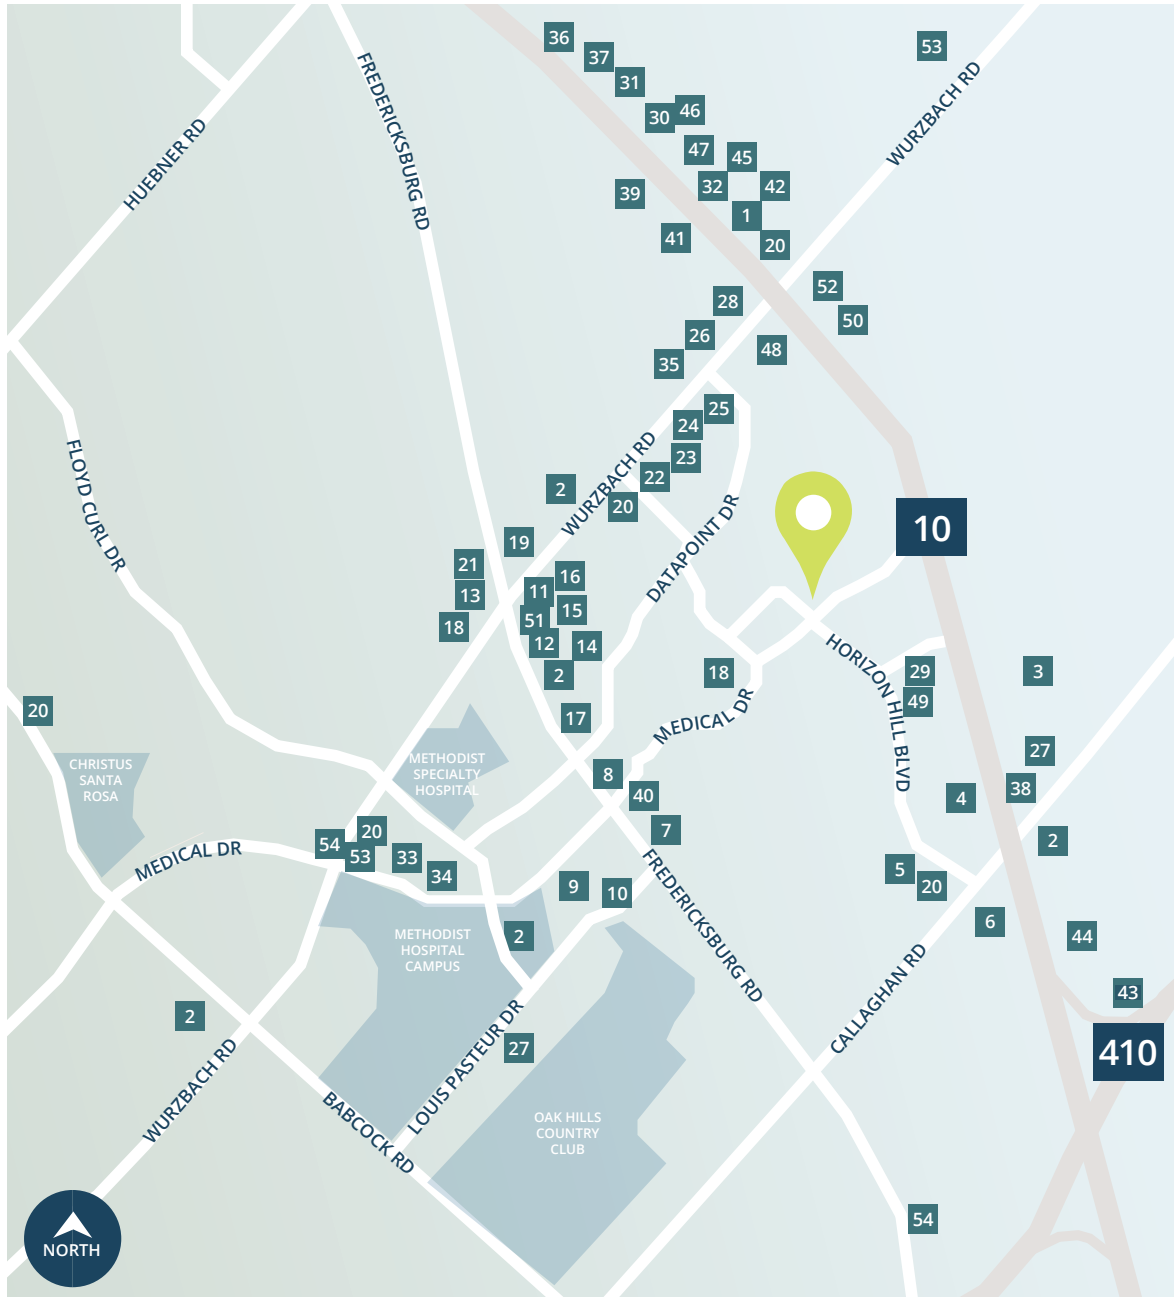 36
53
37
31
46
30
47
45
32
42
39
1
41
20
WURZBACH RD
HUEBNER RD
FREDERICKSBURG RD
52
28
50
26
48
35
25
24
WURZBACH RD
23
22
2
20
FLOYD CURL DR
DATAPOINT DR
10
19
21
16
11
13
15
51
18
12
14
2
18
HORIZON HILL BLVD
29
3
49
20
17
MEDICAL DR
27
CHRISTUS
SANTA
ROSA
METHODIST
SPECIALTY
HOSPITAL
8
40
38
4
7
20
54
53
33
34
MEDICAL DR
2
5
20
9
10
6
FREDERICKSBURG RD
METHODIST
HOSPITAL
CAMPUS
2
44
43
CALLAGHAN RD
2
410
27
LOUIS PASTEUR DR
WURZBACH RD
BABCOCK RD
OAK HILLS
COUNTRY
CLUB
54
NORTH